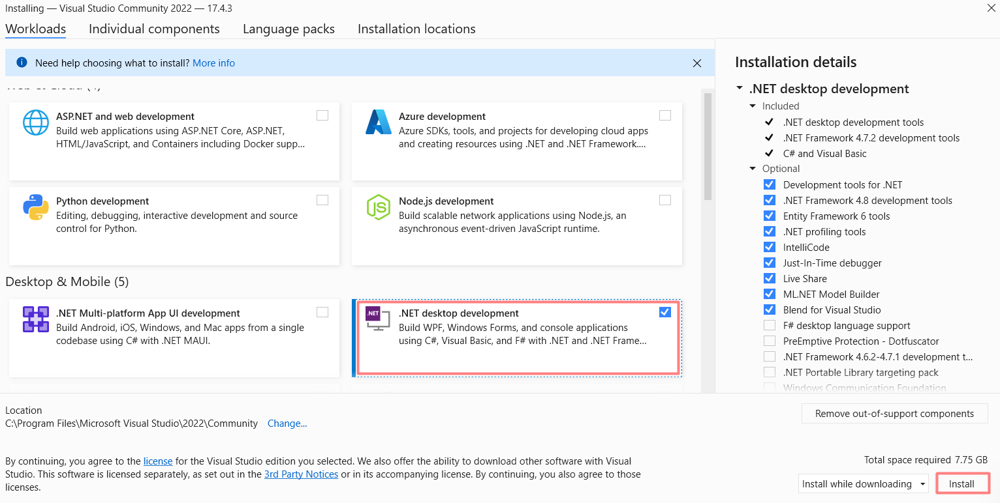 Installing — Visual Studio Community 2022 — 17.4.3
Workloads
Individual components
Language packs
Installation locations
Need help choosing what to install? More info
Web & Cloud (4)
ASP.NET and web development
Build web applications using ASP.NET Core, ASP.NET,
HTML/JavaScript, and Containers including Docker supp...
Azure development
Azure SDKs, tools, and projects for developing cloud apps
and creating resources using .NET and .NET Framework....
Python development
Editing, debugging, interactive development and source
control for Python.
Node.js development
Build scalable network applications using Node.js, an
asynchronous event-driven JavaScript runtime.
JS
Desktop & Mobile (5)
.NET Multi-platform App UI development
Build Android, iOS, Windows, and Mac apps from a single
codebase using C# with .NET MAUI.
.NET
.NET desktop development
Build WPF, Windows Forms, and console applications
using C#, Visual Basic, and F# with .NET and .NET Frame...
Installation details
.NET desktop development
Included
.NET desktop development tools
.NET Framework 4.7.2 development tools
C# and Visual Basic
Optional
Development tools for .NET
.NET Framework 4.8 development tools
Entity Framework 6 tools
.NET profiling tools
IntelliCode
Just-In-Time debugger
Live Share
ML.NET Model Builder
Blend for Visual Studio
F# desktop language support
PreEmptive Protection - Dotfuscator
.NET Framework 4.6.2-4.7.1 development t...
.NET Portable Library targeting pack
Windows Communication Foundation
Location
C:\Program Files\Microsoft Visual Studio\2022\Community Change...
Remove out-of-support components
By continuing, you agree to the license for the Visual Studio edition you selected. We also offer the ability to download other software with Visual
Studio. This software is licensed separately, as set out in the 3rd Party Notices or in its accompanying license. By continuing, you also agree to those
licenses.
Total space required 7.75 GB
Install while downloading
Install